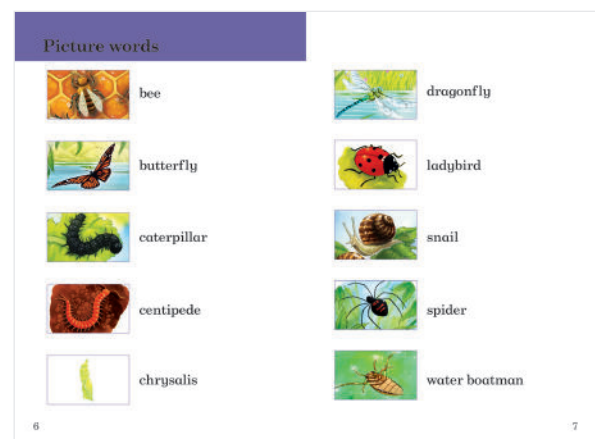 Picture words
bee
butterfly
caterpillar
centipede
chrysalis
6
dragonfly
ladybird
snail
spider
water boatman
7